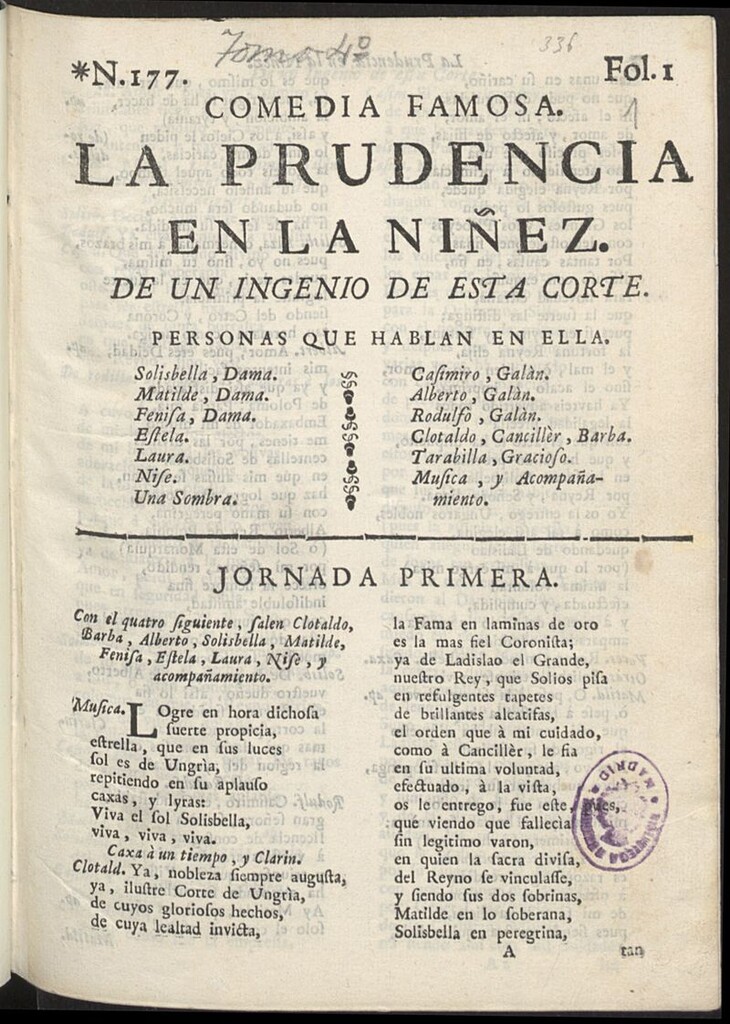 Tomo 4º
336
*N.177.
Fol.1
1
COMEDIA FAMOSA.
LA PRUDENCIA
EN LA NIÑEZ.
DE UN INGENIO DE ESTA CORTE.
PERSONAS QUE HABLAN EN ELLA.
Solisbella, Dama.
Matilde, Dama.
Feniſa, Dama.
Eſtela.
Laura.
Niſe.
Una Sombra.
Caſimiro, Galàn.
Alberto, Galàn.
Rodulfo, Galàn.
Clotaldo, Cancillèr, Barba.
Tarabilla, Gracioſo.
Muſica, y Acompaña-
miento.
JORNADA PRIMERA.
Con el quatro ſiguiente, ſalen Clotaldo,
Barba, Alberto, Solisbella, Matilde,
Feniſa, Eſtela, Laura, Niſe, y
acompañamiento.
Muſica. LOgre en hora dichoſa
ſuerte propicia,
eſtrella, que en ſus luces
ſol es de Ungrìa,
repitiendo en ſu aplauſo
caxas, y lyras:
Viva el ſol Solisbella,
viva, viva, viva.
Caxa à un tiempo, y Clarin.
Clotald. Ya, nobleza ſiempre auguſta,
ya, iluſtre Corte de Ungrìa,
de cuyos glorioſos hechos,
de cuya lealtad invicta,
la Fama en laminas de oro
es la mas fiel Coroniſta;
ya de Ladislao el Grande,
nueſtro Rey, que Solios piſa
en refulgentes tapetes
de brillantes alcatifas,
el orden que à mi cuidado,
como à Cancillèr, le fia
en ſu ultima voluntad,
efectuado, à la viſta,
os le entrego, fue eſte, pues,
que viendo que fallecia
ſin legitimo varon,
en quien la ſacra diviſa,
del Reyno ſe vinculaſſe,
y ſiendo ſus dos ſobrinas,
Matilde en lo ſoberana,
Solisbella en peregrina,
A
tan
MADRID